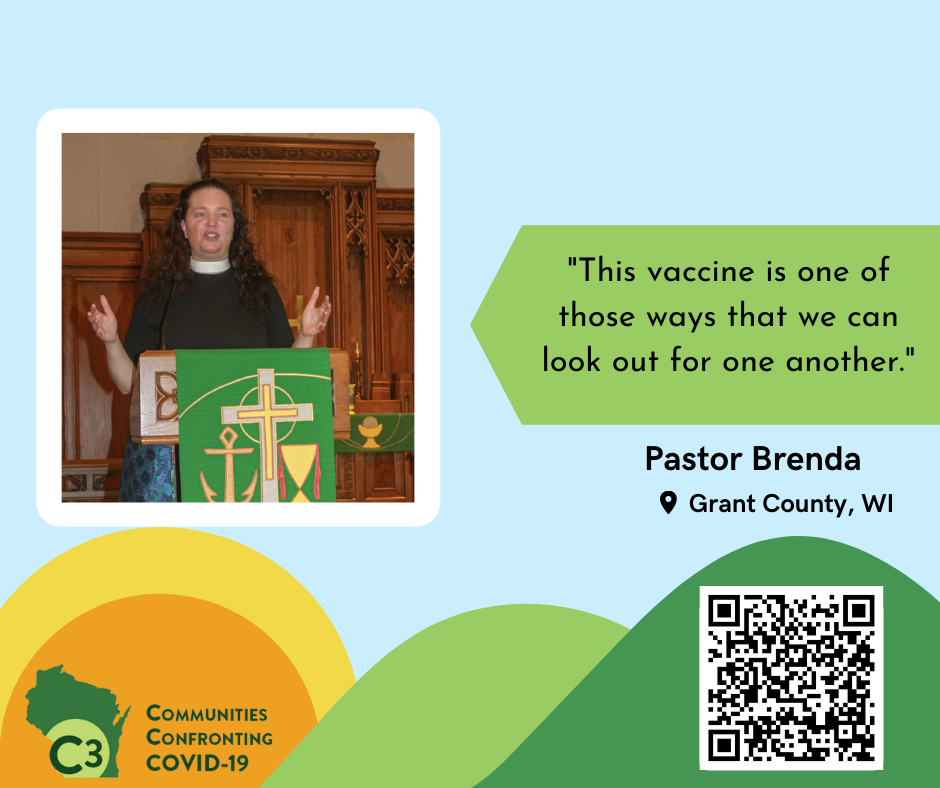 "This vaccine is one of
those ways that we can
look out for one another."
Pastor Brenda
Grant County, WI
C3
COMMUNITIES
CONFRONTING
COVID-19